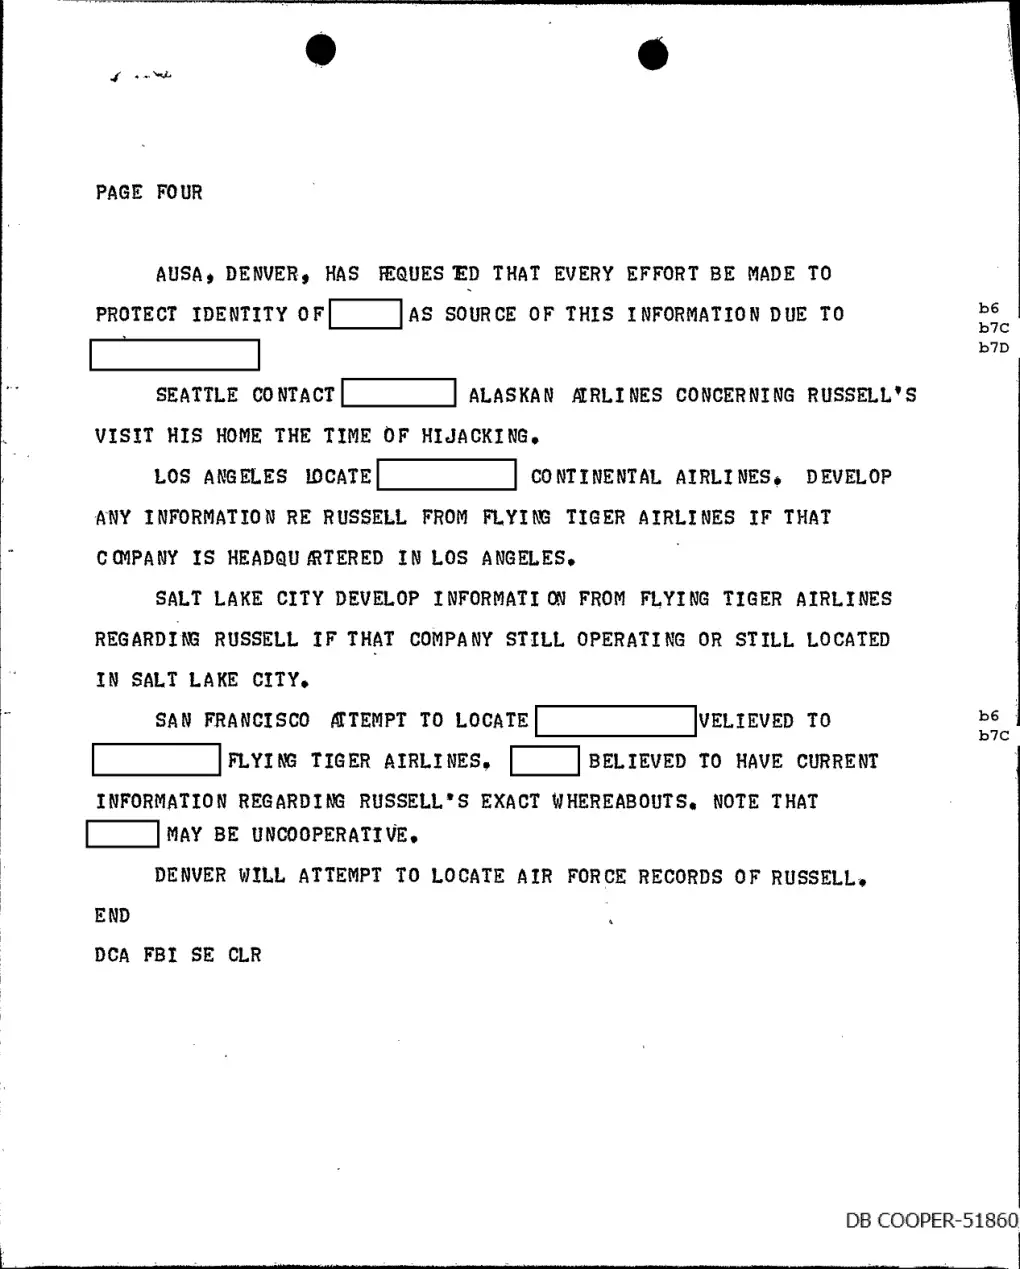 PAGE FOUR
AUSA, DENVER, HAS REQUESTED THAT EVERY EFFORT BE MADE TO
PROTECT IDENTITY OF AS SOURCE OF THIS INFORMATION DUE TO
b6
b7C
b7D
SEATTLE CONTACT ALASKAN AIRLINES CONCERNING RUSSELL'S
VISIT HIS HOME THE TIME OF HIJACKING.
LOS ANGELES LOCATE CONTINENTAL AIRLINES. DEVELOP
ANY INFORMATION RE RUSSELL FROM FLYING TIGER AIRLINES IF THAT
COMPANY IS HEADQUARTERED IN LOS ANGELES.
SALT LAKE CITY DEVELOP INFORMATION FROM FLYING TIGER AIRLINES
REGARDING RUSSELL IF THAT COMPANY STILL OPERATING OR STILL LOCATED
IN SALT LAKE CITY.
SAN FRANCISCO ATTEMPT TO LOCATE VELIEVED TO
b6
b7C
FLYING TIGER AIRLINES. BELIEVED TO HAVE CURRENT
INFORMATION REGARDING RUSSELL'S EXACT WHEREABOUTS. NOTE THAT
MAY BE UNCOOPERATIVE.
DENVER WILL ATTEMPT TO LOCATE AIR FORCE RECORDS OF RUSSELL.
END
DCA FBI SE CLR
DB COOPER-51860